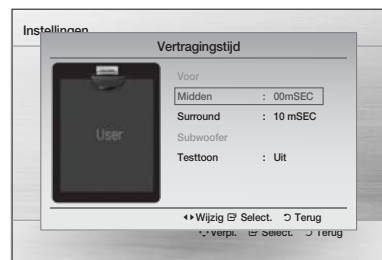 Instellingen
Vertragingstijd
Voor
Midden : 00mSEC
Surround : 10 mSEC
Subwoofer
Testtoon : Uit
User
Wijzig Select. Terug
Verpl. Select. Terug